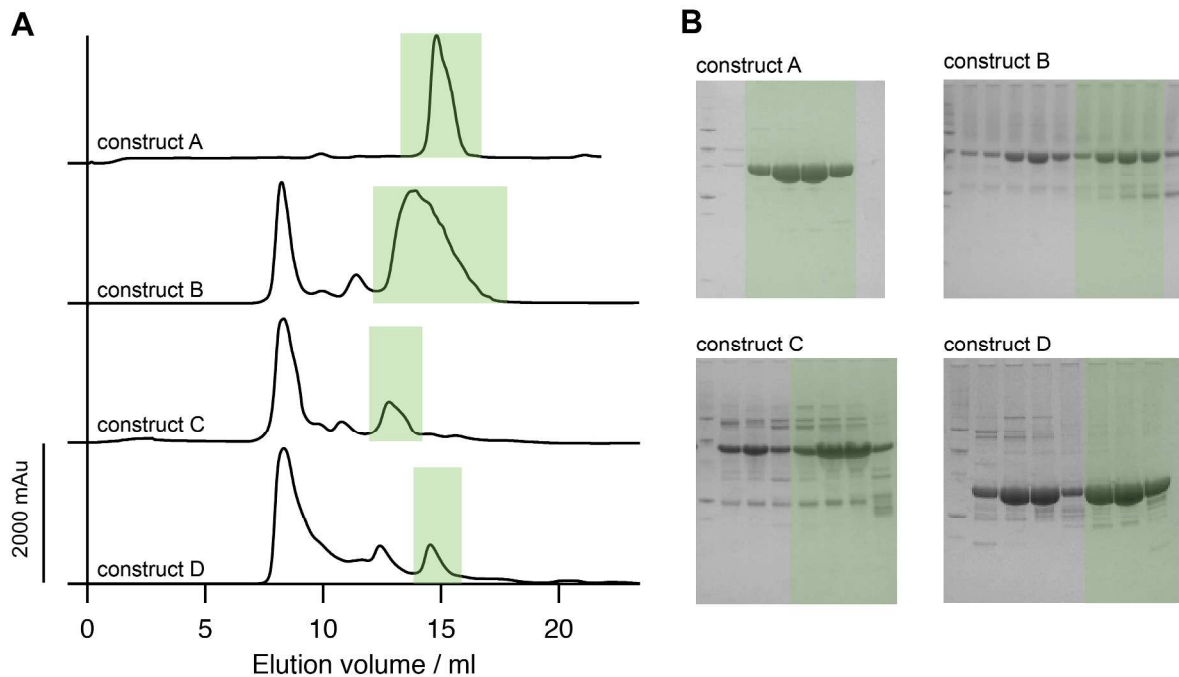 A
construct A
construct B
construct C
construct D
2000 mAu
0 5 10 15 20
Elution volume / ml
B
construct A
construct B
construct C
construct D